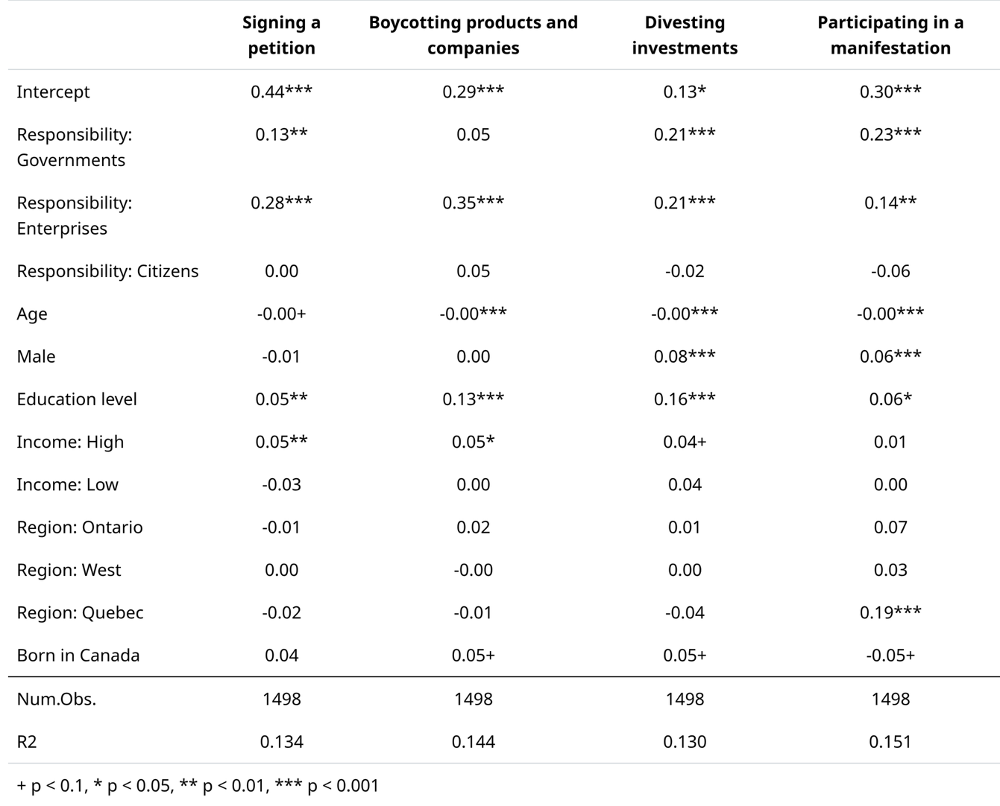 Signing a petition Boycotting products and companies Divesting investments Participating in a manifestation
Intercept 0.44*** 0.29*** 0.13* 0.30***
Responsibility: Governments 0.13** 0.05 0.21*** 0.23***
Responsibility: Enterprises 0.28*** 0.35*** 0.21*** 0.14**
Responsibility: Citizens 0.00 0.05 -0.02 -0.06
Age -0.00+ -0.00*** -0.00*** -0.00***
Male -0.01 0.00 0.08*** 0.06***
Education level 0.05** 0.13*** 0.16*** 0.06*
Income: High 0.05** 0.05* 0.04+ 0.01
Income: Low -0.03 0.00 0.04 0.00
Region: Ontario -0.01 0.02 0.01 0.07
Region: West 0.00 -0.00 0.00 0.03
Region: Quebec -0.02 -0.01 -0.04 0.19***
Born in Canada 0.04 0.05+ 0.05+ -0.05+
Num.Obs. 1498 1498 1498 1498
R2 0.134 0.144 0.130 0.151
+ p < 0.1, * p < 0.05, ** p < 0.01, *** p < 0.001